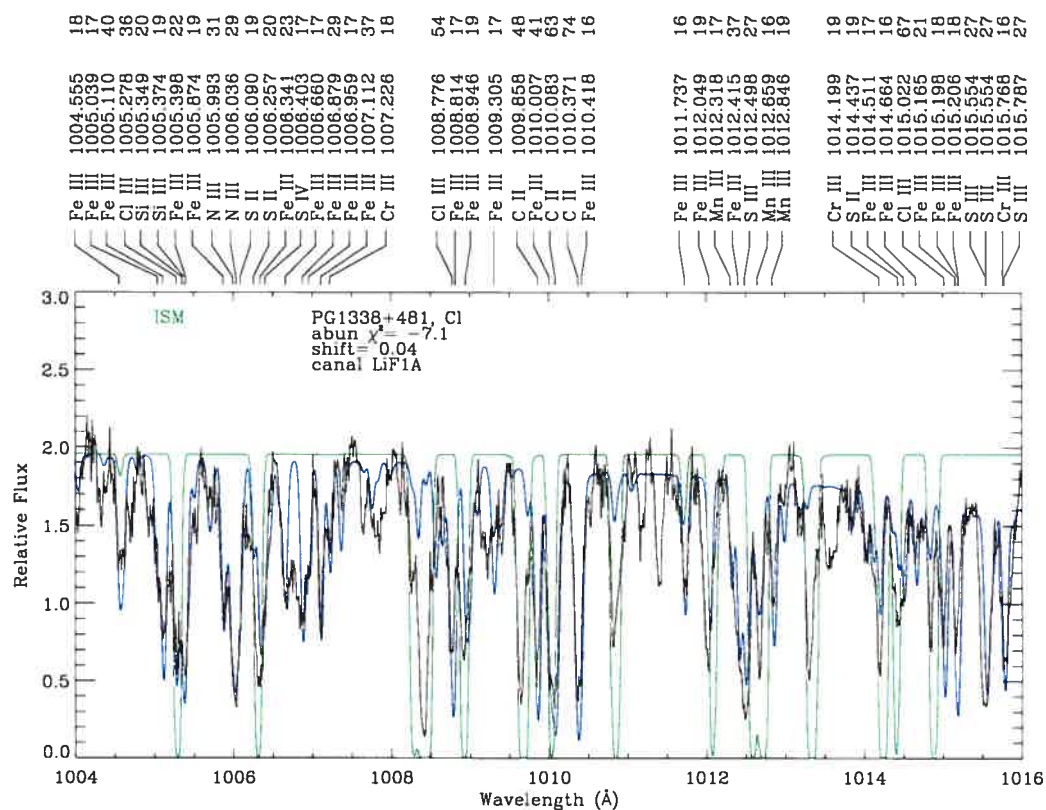 Fe III 1004.555 18
Fe III 1005.039 17
Fe III 1005.110 40
Cl III 1005.278 36
Si III 1005.349 20
Si III 1005.374 19
Fe III 1005.398 22
Fe III 1005.874 19
N III 1005.993 31
N III 1006.036 29
S II 1006.090 19
S II 1006.257 20
Fe III 1006.341 23
S IV 1006.403 17
Fe III 1006.660 17
Fe III 1006.879 29
Fe III 1006.959 17
Fe III 1007.112 37
Cr III 1007.226 18
Cl III 1008.776 54
Fe III 1008.814 17
Fe III 1008.946 19
Fe III 1009.305 17
C II 1009.858 48
Fe III 1010.007 41
C II 1010.083 63
C II 1010.371 74
Fe III 1010.418 16
Fe III 1011.737 16
Fe III 1012.049 19
Mn III 1012.318 17
Fe III 1012.415 37
S III 1012.498 27
Mn III 1012.659 16
Mn III 1012.846 19
Cr III 1014.199 19
S II 1014.437 19
Fe III 1014.511 17
Fe III 1014.664 16
Cl III 1015.022 67
Fe III 1015.165 21
Fe III 1015.198 18
Fe III 1015.206 18
S III 1015.554 27
S III 1015.554 27
Cr III 1015.768 16
S III 1015.787 27
ISM
PG1338+481, Cl
abun χ²= −7.1
shift= 0.04
canal LiF1A
3.0
2.5
2.0
1.5
1.0
0.5
0.0
Relative Flux
1004 1006 1008 1010 1012 1014 1016
Wavelength (Å)